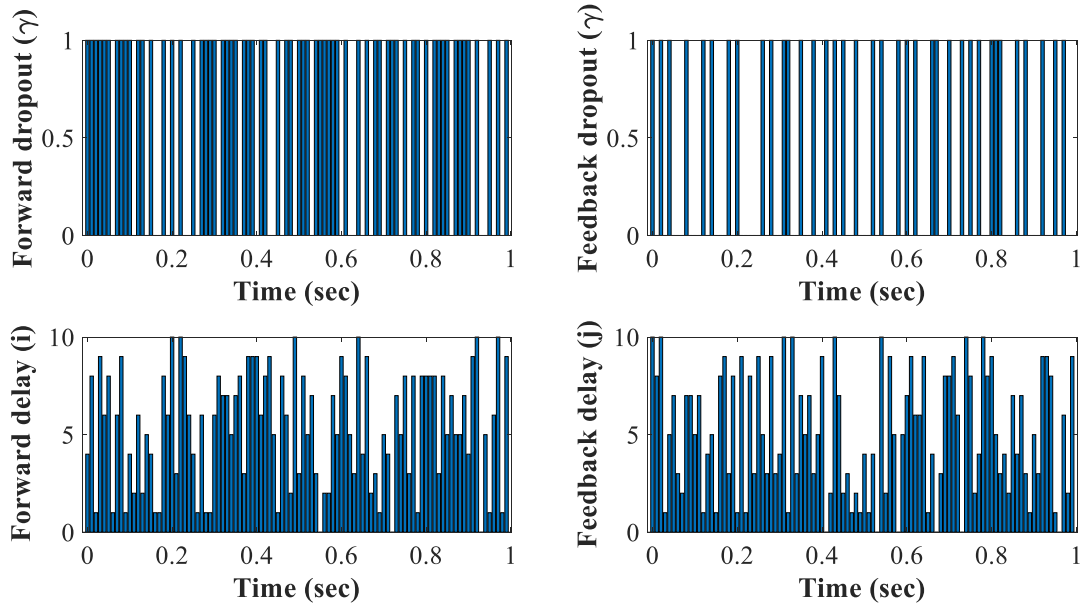 Forward dropout (γ)
1
0.5
0
0 0.2 0.4 0.6 0.8 1
Time (sec)
Feedback dropout (γ)
1
0.5
0
0 0.2 0.4 0.6 0.8 1
Time (sec)
Forward delay (i)
10
5
0
0 0.2 0.4 0.6 0.8 1
Time (sec)
Feedback delay (j)
10
5
0
0 0.2 0.4 0.6 0.8 1
Time (sec)